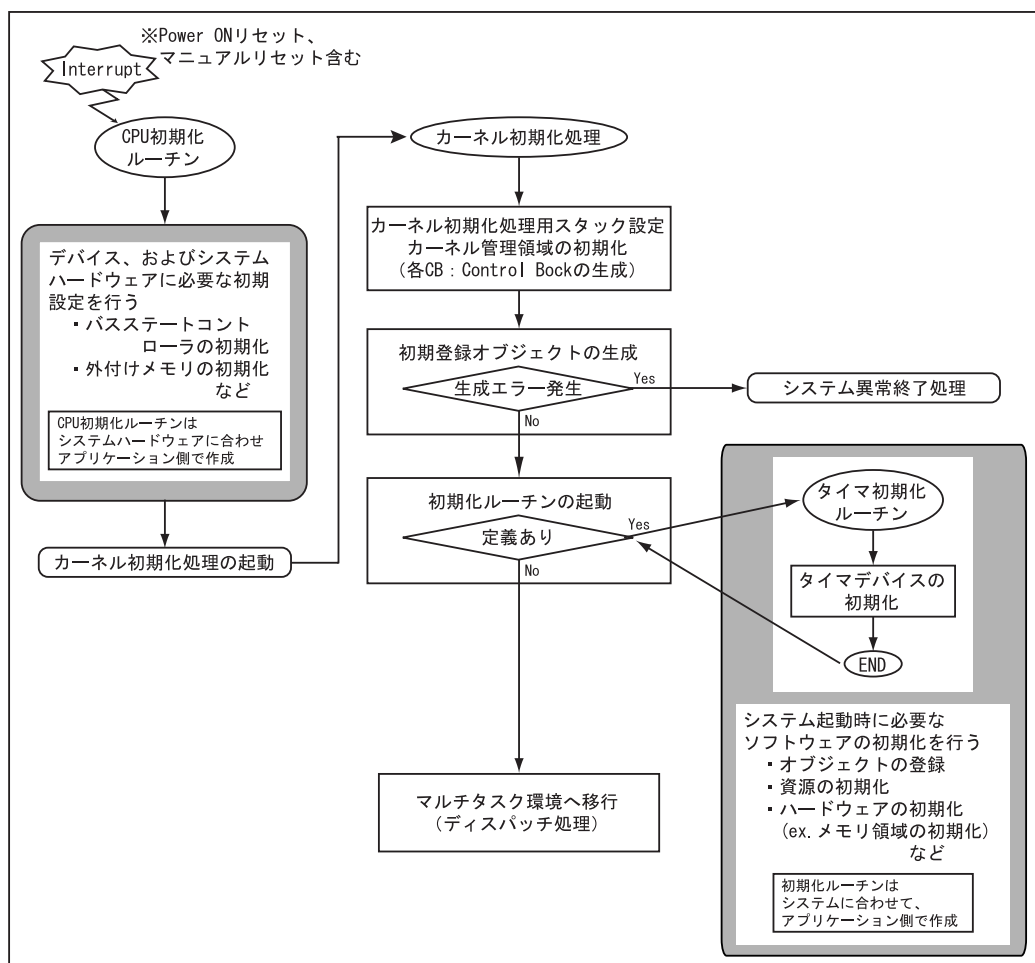 ※Power ONリセット、
マニュアルリセット含む
Interrupt
CPU初期化
ルーチン
デバイス、およびシステム
ハードウェアに必要な初期
設定を行う
・バスステートコント
ローラの初期化
・外付けメモリの初期化
など
CPU初期化ルーチンは
システムハードウェアに合わせ
アプリケーション側で作成
カーネル初期化処理の起動
カーネル初期化処理
カーネル初期化処理用スタック設定
カーネル管理領域の初期化
(各CB：Control Bockの生成)
初期登録オブジェクトの生成
生成エラー発生
Yes
No
システム異常終了処理
初期化ルーチンの起動
定義あり
Yes
No
マルチタスク環境へ移行
(ディスパッチ処理)
タイマ初期化
ルーチン
タイマデバイスの
初期化
END
システム起動時に必要な
ソフトウェアの初期化を行う
・オブジェクトの登録
・資源の初期化
・ハードウェアの初期化
(ex.メモリ領域の初期化)
など
初期化ルーチンは
システムに合わせて、
アプリケーション側で作成